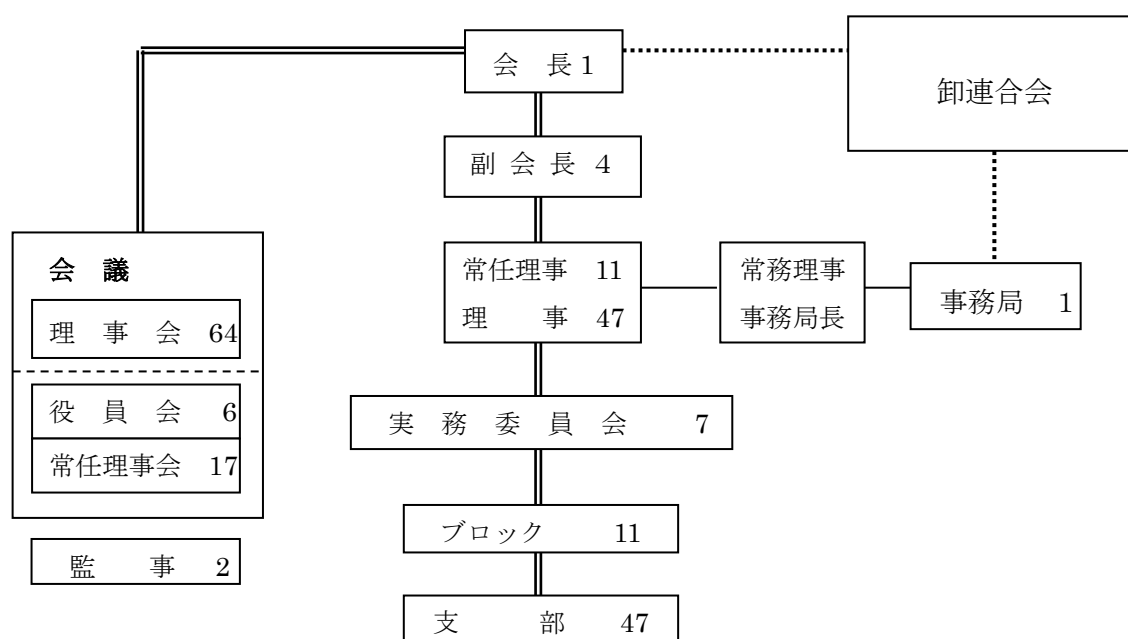 会 長 1
卸連合会
副 会 長 4
会 議
理 事 会 64
役 員 会 6
常任理事会 17
監 事 2
常任理事 11
理 事 47
常務理事
事務局長
事務局 1
実 務 委 員 会 7
ブロック 11
支 部 47